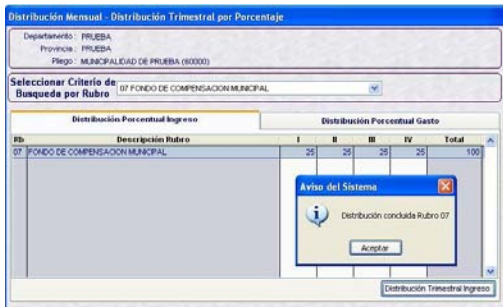 Distribución Mensual - Distribución Trimestral por Porcentaje
Departamento : PRUEBA
Provincia : PRUEBA
Pliego : MUNICIPALIDAD DE PRUEBA (60000)
Seleccionar Criterio de Busqueda por Rubro
07 FONDO DE COMPENSACION MUNICIPAL
Distribución Porcentual Ingreso Distribución Porcentual Gasto
Rb Descripción Rubro I II III IV Total
07 FONDO DE COMPENSACION MUNICIPAL 25 25 25 25 100
Aviso del Sistema
Distribución concluida Rubro 07
Aceptar
Distribución Trimestral Ingreso